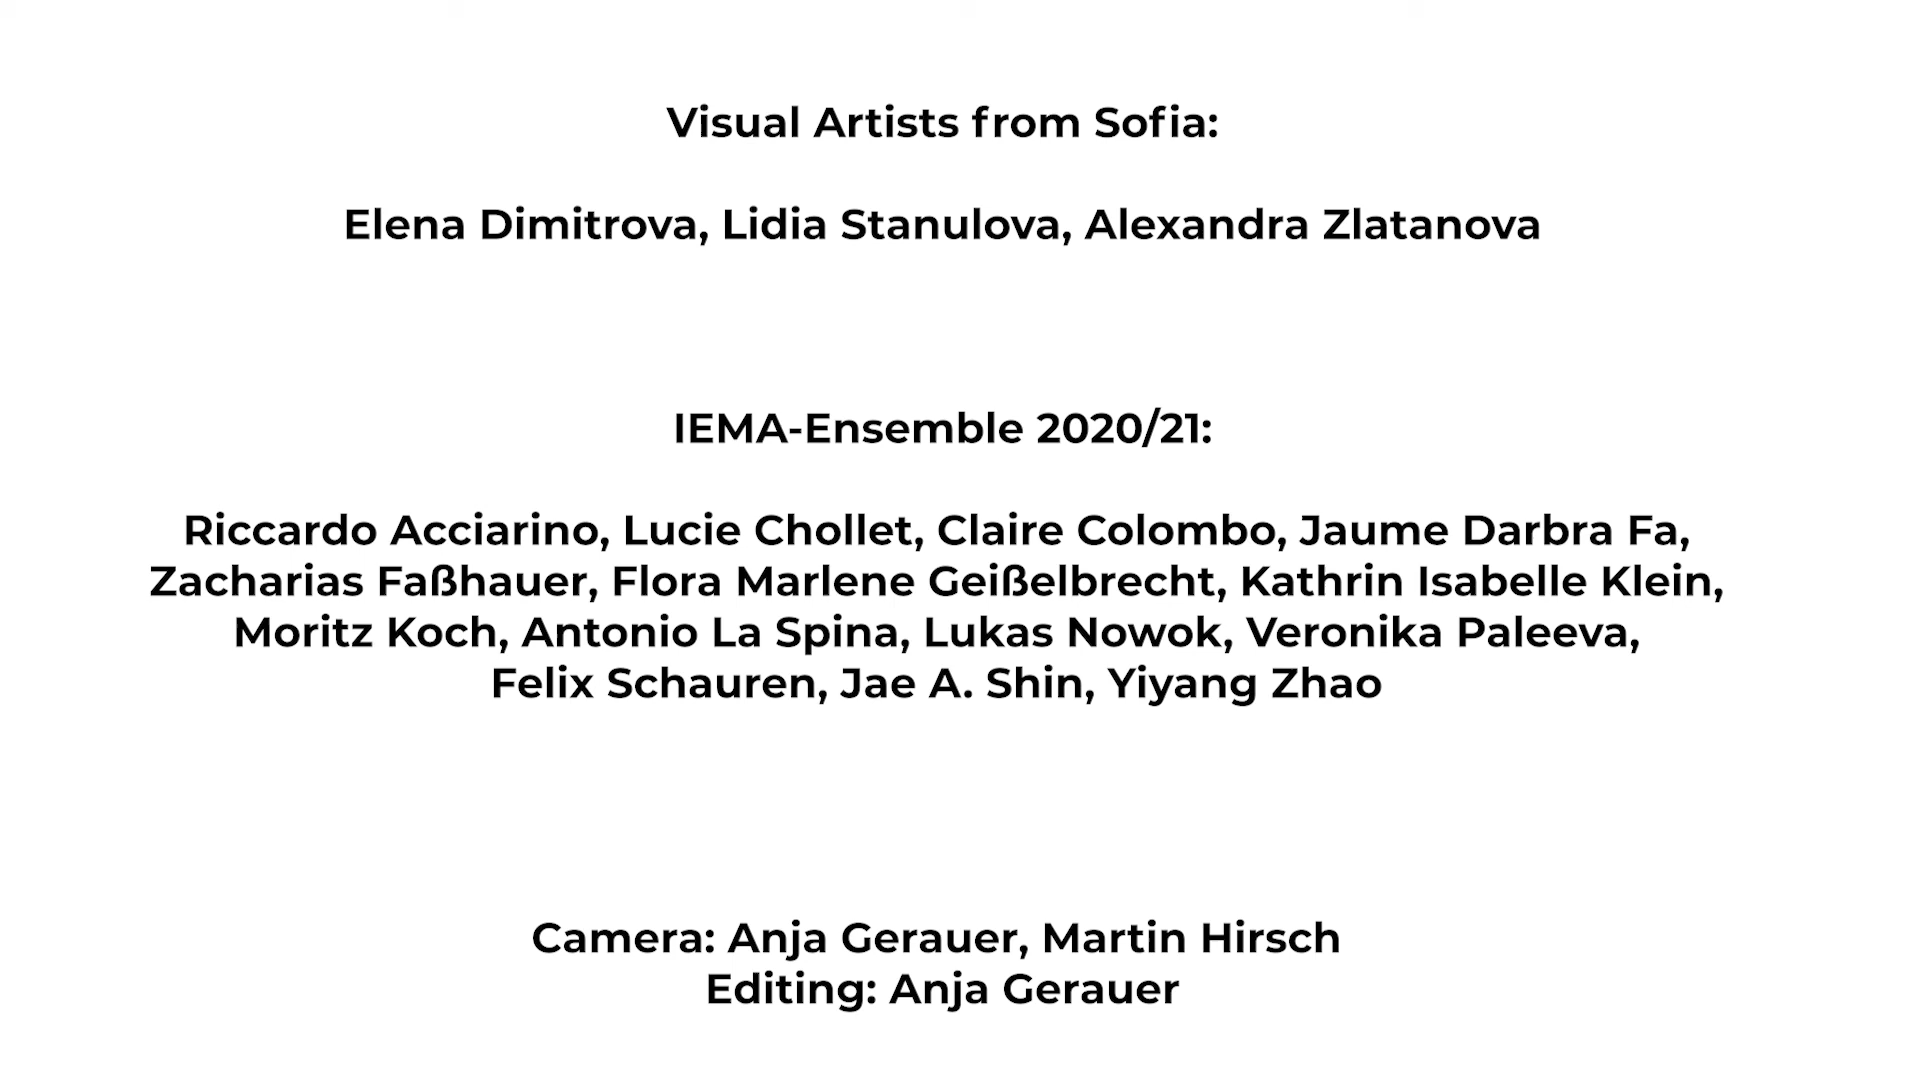 Visual Artists from Sofia:
Elena Dimitrova, Lidia Stanulova, Alexandra Zlatanova
IEMA-Ensemble 2020/21:
Riccardo Acciarino, Lucie Chollet, Claire Colombo, Jaume Darbra Fa,
Zacharias Faßhauer, Flora Marlene Geißelbrecht, Kathrin Isabelle Klein,
Moritz Koch, Antonio La Spina, Lukas Nowok, Veronika Paleeva,
Felix Schauren, Jae A. Shin, Yiyang Zhao
Camera: Anja Gerauer, Martin Hirsch
Editing: Anja Gerauer